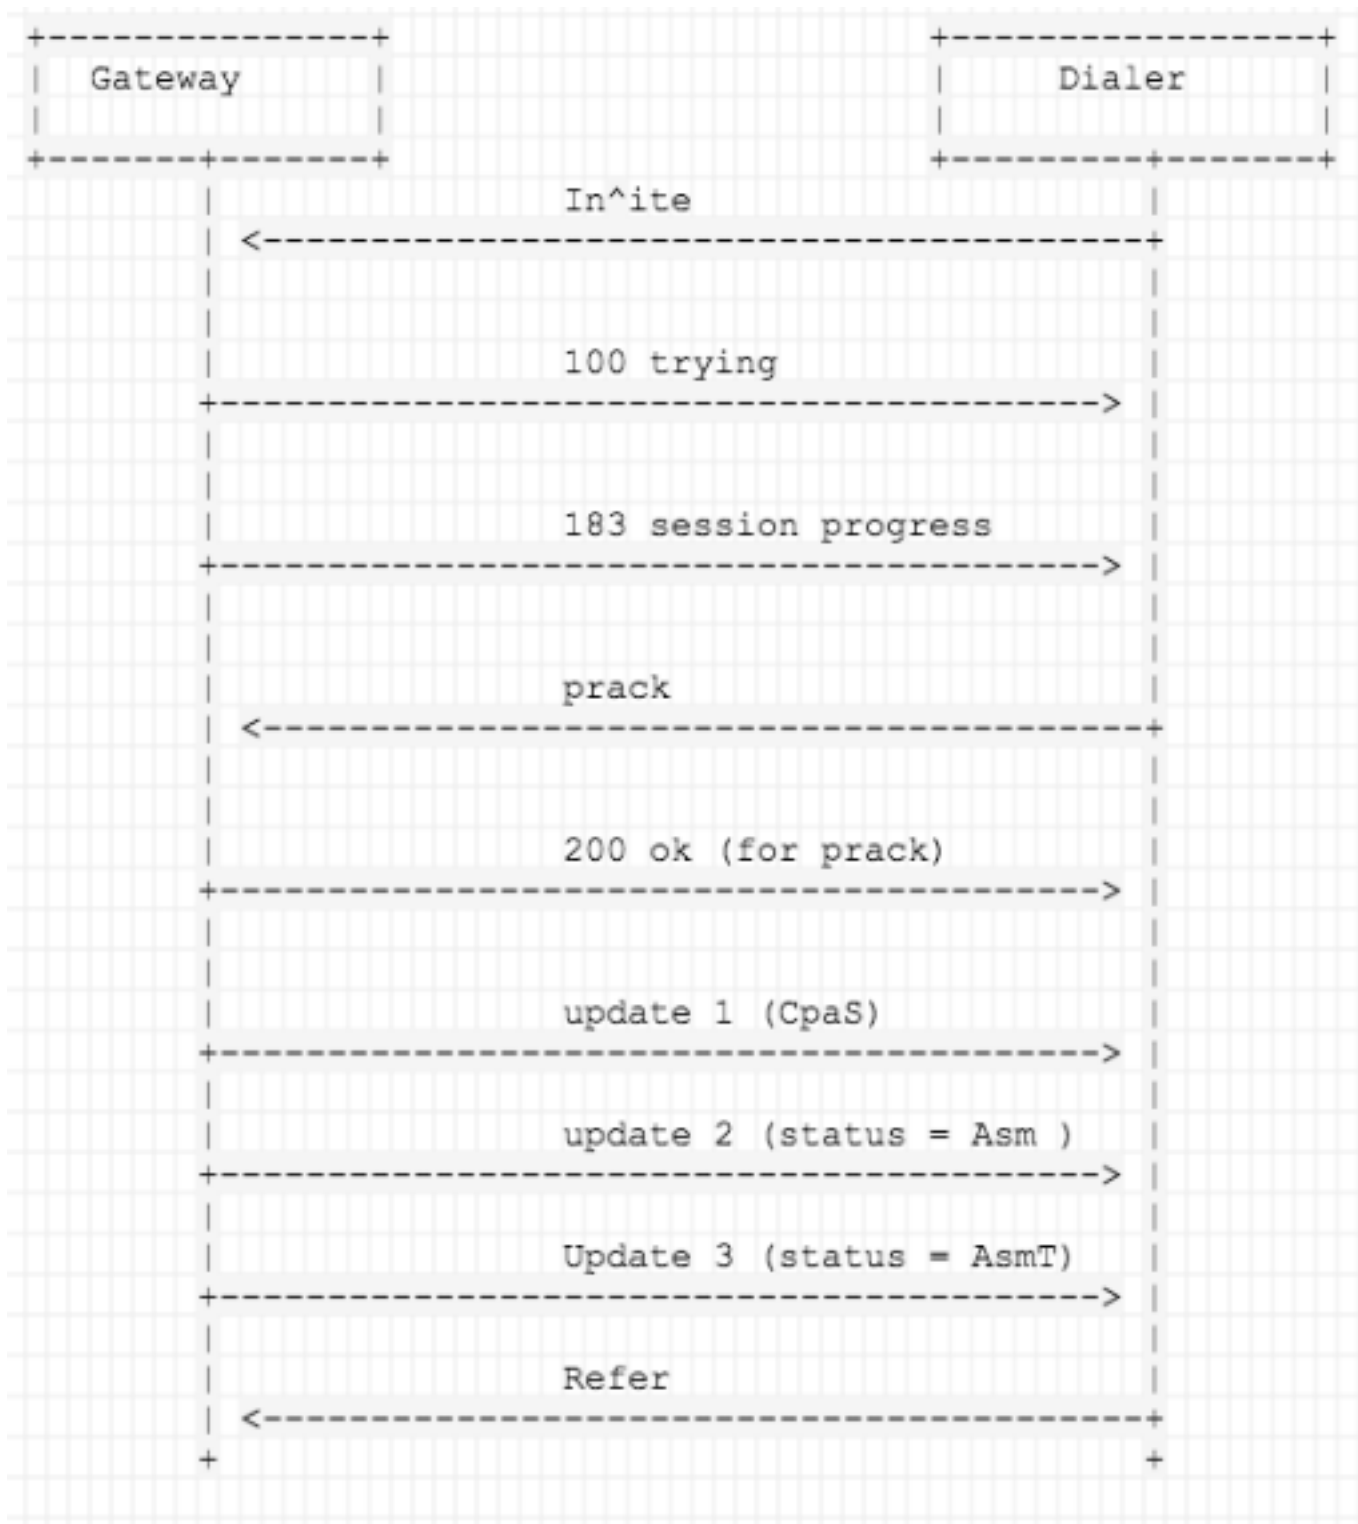 Gateway Dialer
In^ite
100 trying
183 session progress
prack
200 ok (for prack)
update 1 (CpaS)
update 2 (status = Asm )
Update 3 (status = AsmT)
Refer